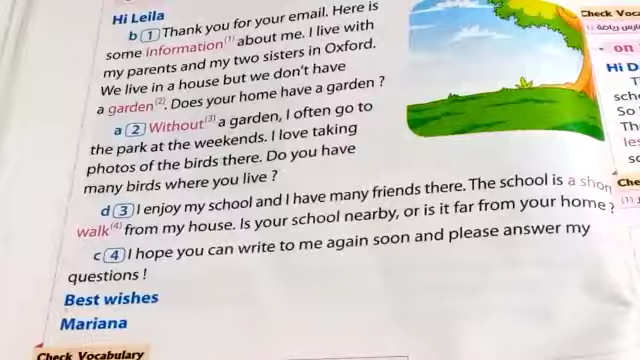 Hi Leila
b 1 Thank you for your email. Here is
some information(1) about me. I live with
my parents and my two sisters in Oxford.
We live in a house but we don't have
a garden(2). Does your home have a garden ?
a 2 Without(3) a garden, I often go to
the park at the weekends. I love taking
photos of the birds there. Do you have
many birds where you live ?
d 3 I enjoy my school and I have many friends there. The school is a short
walk(4) from my house. Is your school nearby, or is it far from your home ?
c 4 I hope you can write to me again soon and please answer my
questions !
Best wishes
Mariana
Check Vocabulary
Check Voca
on
Hi D
T
sch
So
Th
les
so
Che